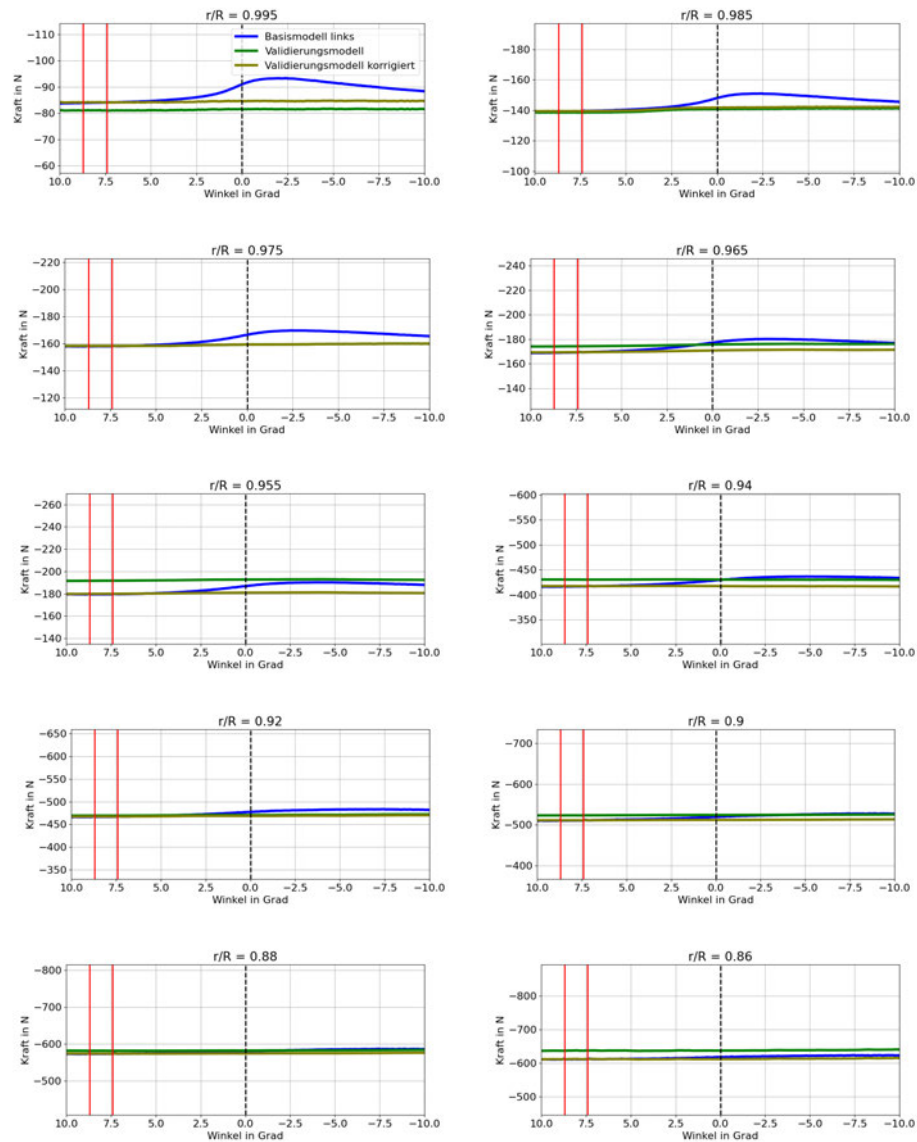 r/R = 0.995
Kraft in N
−110
−100
−90
−80
−70
−60
Basismodell links
Validierungsmodell
Validierungsmodell korrigiert
10.0 7.5 5.0 2.5 0.0 −2.5 −5.0 −7.5 −10.0
Winkel in Grad
r/R = 0.985
Kraft in N
−180
−160
−140
−120
−100
10.0 7.5 5.0 2.5 0.0 −2.5 −5.0 −7.5 −10.0
Winkel in Grad
r/R = 0.975
Kraft in N
−220
−200
−180
−160
−140
−120
10.0 7.5 5.0 2.5 0.0 −2.5 −5.0 −7.5 −10.0
Winkel in Grad
r/R = 0.965
Kraft in N
−240
−220
−200
−180
−160
−140
10.0 7.5 5.0 2.5 0.0 −2.5 −5.0 −7.5 −10.0
Winkel in Grad
r/R = 0.955
Kraft in N
−260
−240
−220
−200
−180
−160
−140
10.0 7.5 5.0 2.5 0.0 −2.5 −5.0 −7.5 −10.0
Winkel in Grad
r/R = 0.94
Kraft in N
−600
−550
−500
−450
−400
−350
−300
10.0 7.5 5.0 2.5 0.0 −2.5 −5.0 −7.5 −10.0
Winkel in Grad
r/R = 0.92
Kraft in N
−650
−600
−550
−500
−450
−400
−350
10.0 7.5 5.0 2.5 0.0 −2.5 −5.0 −7.5 −10.0
Winkel in Grad
r/R = 0.9
Kraft in N
−700
−600
−500
−400
10.0 7.5 5.0 2.5 0.0 −2.5 −5.0 −7.5 −10.0
Winkel in Grad
r/R = 0.88
Kraft in N
−800
−700
−600
−500
10.0 7.5 5.0 2.5 0.0 −2.5 −5.0 −7.5 −10.0
Winkel in Grad
r/R = 0.86
Kraft in N
−800
−700
−600
−500
10.0 7.5 5.0 2.5 0.0 −2.5 −5.0 −7.5 −10.0
Winkel in Grad